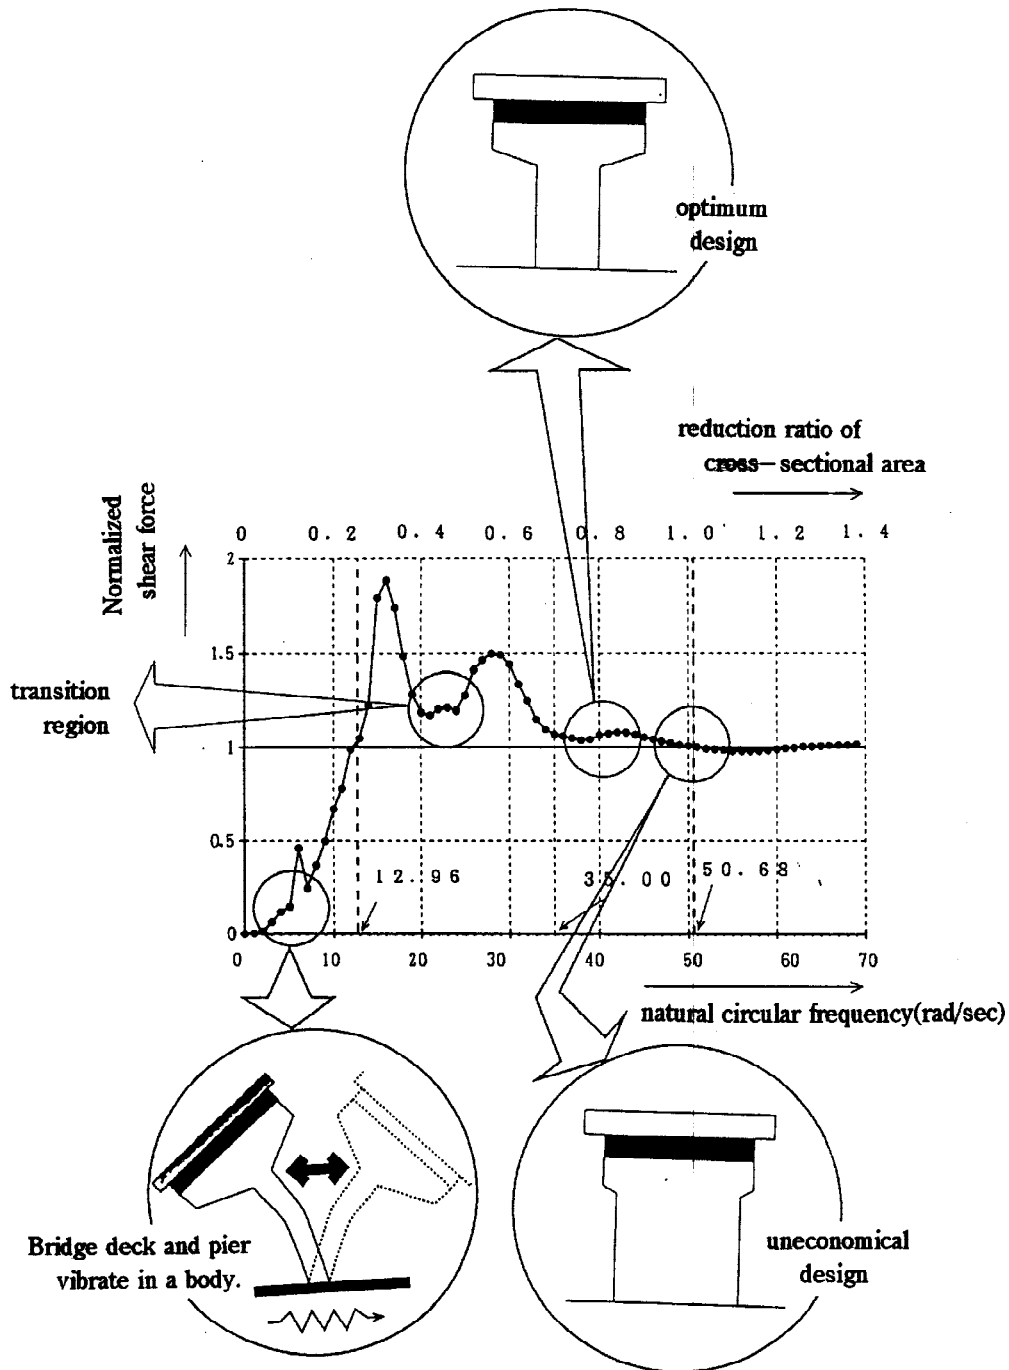 optimum
design
reduction ratio of
cross-sectional area
Normalized
shear force
0 0.2 0.4 0.6 0.8 1.0 1.2 1.4
2
1.5
transition
region
1
0.5
12.96
35.00
50.68
0
0 10 20 30 40 50 60 70
natural circular frequency(rad/sec)
Bridge deck and pier
vibrate in a body.
uneconomical
design